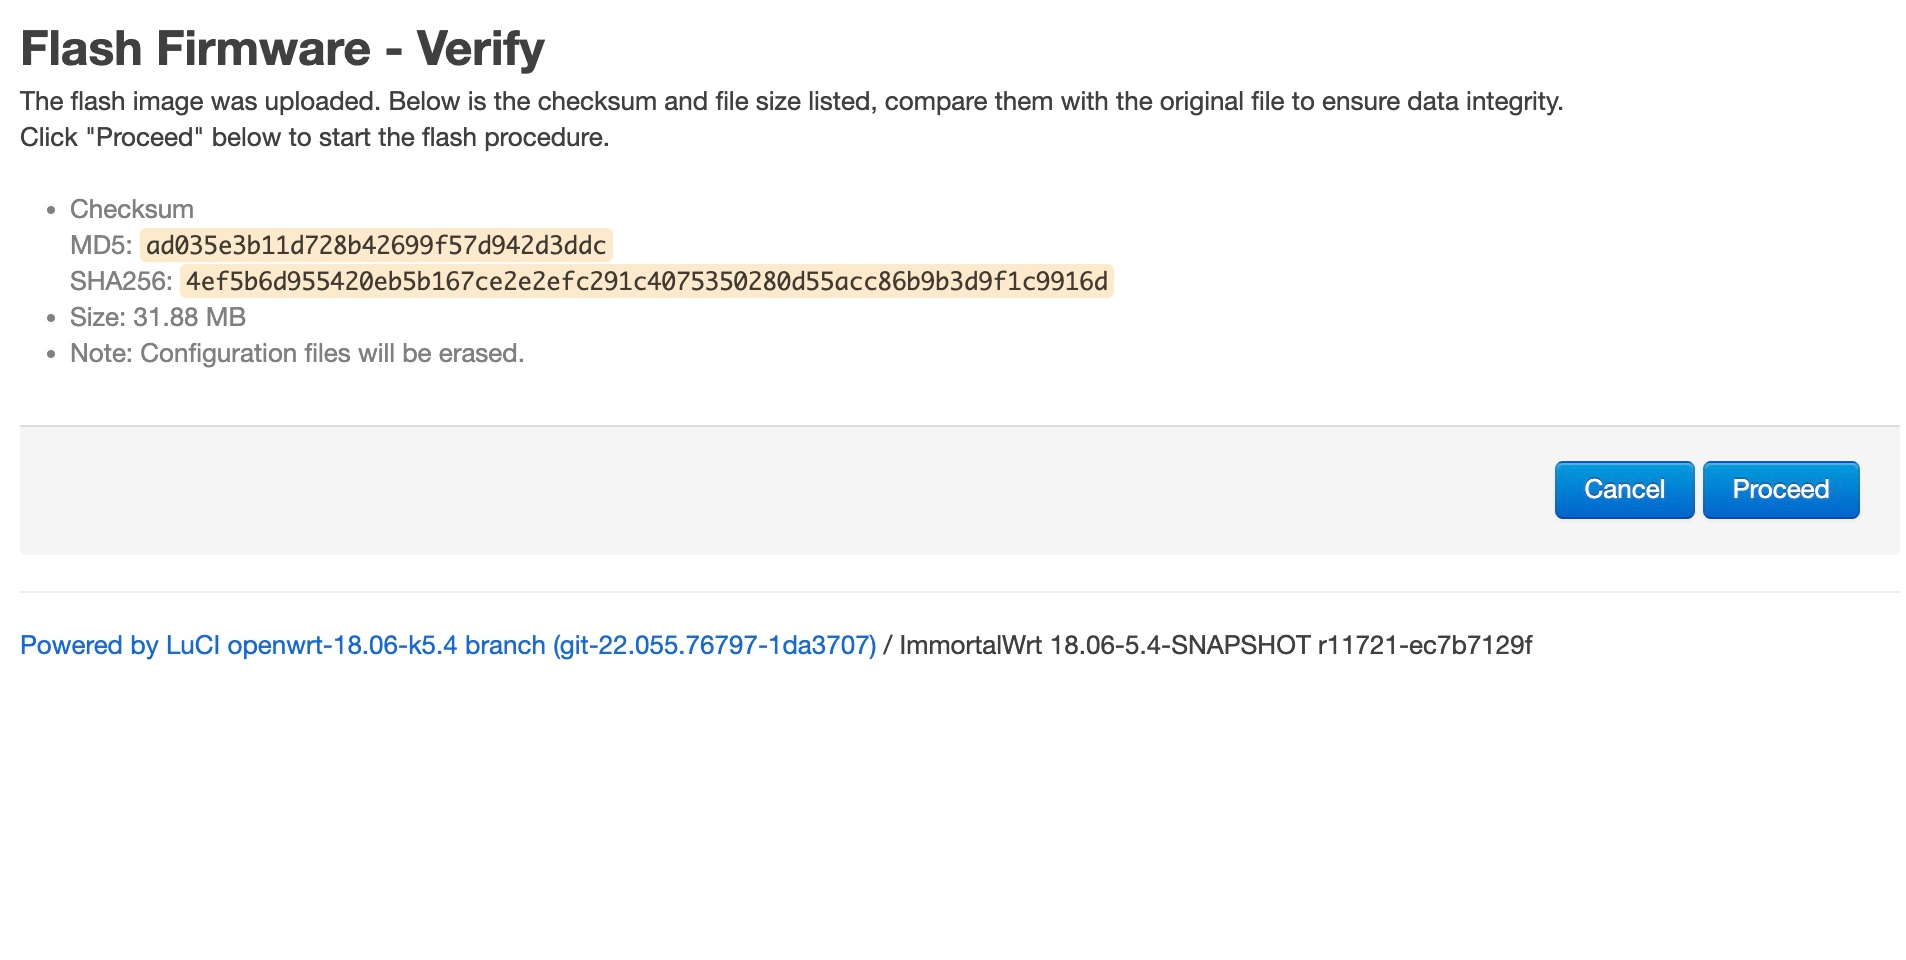 Flash Firmware - Verify
The flash image was uploaded. Below is the checksum and file size listed, compare them with the original file to ensure data integrity.
Click "Proceed" below to start the flash procedure.
• Checksum
MD5: ad035e3b11d728b42699f57d942d3ddc
SHA256: 4ef5b6d955420eb5b167ce2e2efc291c4075350280d55acc86b9b3d9f1c9916d
• Size: 31.88 MB
• Note: Configuration files will be erased.
Cancel Proceed
Powered by LuCI openwrt-18.06-k5.4 branch (git-22.055.76797-1da3707) / ImmortalWrt 18.06-5.4-SNAPSHOT r11721-ec7b7129f